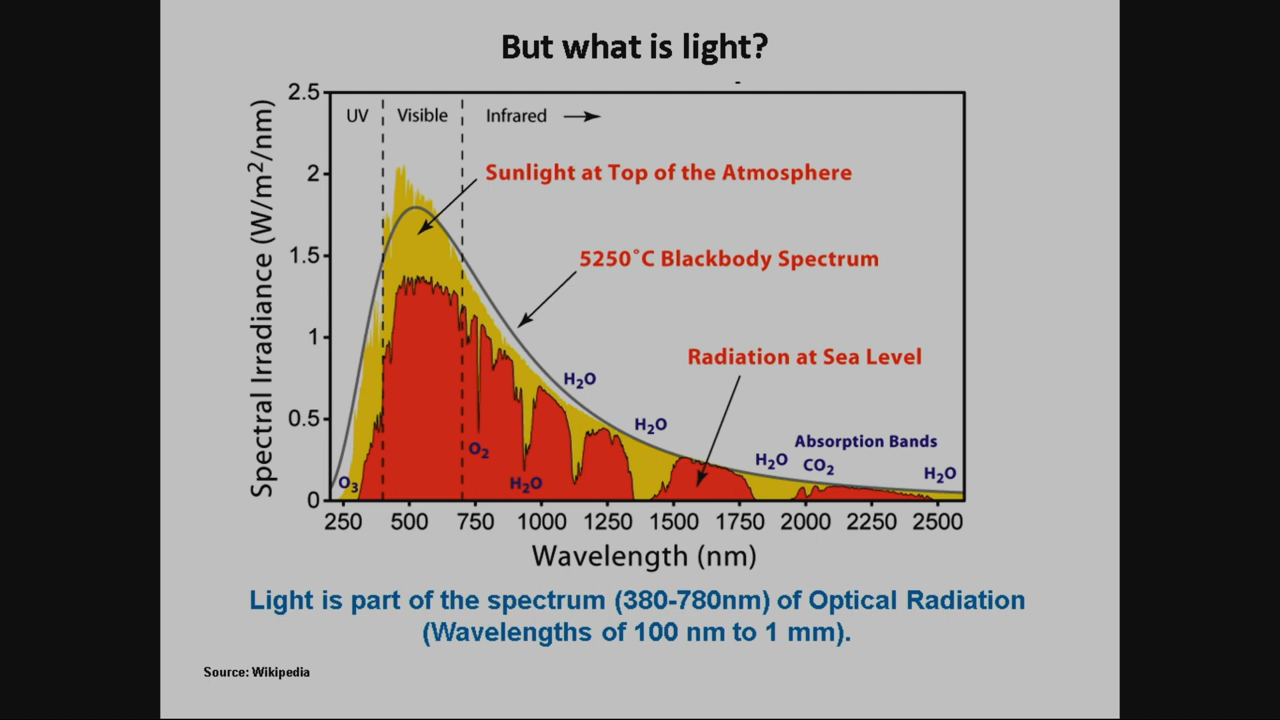 But what is light?
2.5
UV
Visible
Infrared
Sunlight at Top of the Atmosphere
2
5250°C Blackbody Spectrum
1.5
1
Radiation at Sea Level
H₂O
0.5
H₂O
Absorption Bands
O₂
H₂O
CO₂
H₂O
O₃
H₂O
0
250 500 750 1000 1250 1500 1750 2000 2250 2500
Spectral Irradiance (W/m²/nm)
Wavelength (nm)
Light is part of the spectrum (380-780nm) of Optical Radiation
(Wavelengths of 100 nm to 1 mm).
Source: Wikipedia